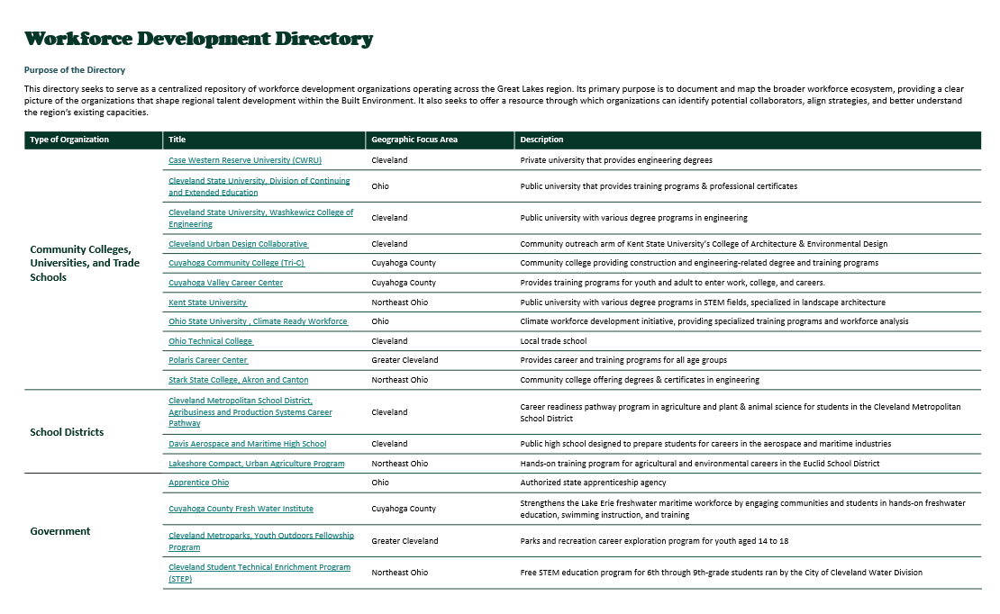 Workforce Development Directory
Purpose of the Directory
This directory seeks to serve as a centralized repository of workforce development organizations operating across the Great Lakes region. Its primary purpose is to document and map the broader workforce ecosystem, providing a clear
picture of the organizations that shape regional talent development within the Built Environment. It also seeks to offer a resource through which organizations can identify potential collaborators, align strategies, and better understand
the region's existing capacities.
Type of Organization Title Geographic Focus Area Description
Community Colleges,
Universities, and Trade
Schools
Case Western Reserve University (CWRU) Cleveland Private university that provides engineering degrees
Cleveland State University, Division of Continuing
and Extended Education
Ohio Public university that provides training programs & professional certificates
Cleveland State University, Washkewicz College of
Engineering
Cleveland Public university with various degree programs in engineering
Cleveland Urban Design Collaborative Cleveland Community outreach arm of Kent State University's College of Architecture & Environmental Design
Cuyahoga Community College (Tri-C) Cuyahoga County Community college providing construction and engineering-related degree and training programs
Cuyahoga Valley Career Center Cuyahoga County Provides training programs for youth and adult to enter work, college, and careers.
Kent State University Northeast Ohio Public university with various degree programs in STEM fields, specialized in landscape architecture
Ohio State University , Climate Ready Workforce Ohio Climate workforce development initiative, providing specialized training programs and workforce analysis
Ohio Technical College Cleveland Local trade school
Polaris Career Center Greater Cleveland Provides career and training programs for all age groups
Stark State College, Akron and Canton Northeast Ohio Community college offering degrees & certificates in engineering
School Districts
Cleveland Metropolitan School District,
Agribusiness and Production Systems Career
Pathway
Cleveland
Career readiness pathway program in agriculture and plant & animal science for students in the Cleveland Metropolitan
School District
Davis Aerospace and Maritime High School Cleveland Public high school designed to prepare students for careers in the aerospace and maritime industries
Lakeshore Compact, Urban Agriculture Program Northeast Ohio Hands-on training program for agricultural and environmental careers in the Euclid School District
Government
Apprentice Ohio Ohio Authorized state apprenticeship agency
Cuyahoga County Fresh Water Institute Cuyahoga County
Strengthens the Lake Erie freshwater maritime workforce by engaging communities and students in hands-on freshwater
education, swimming instruction, and training
Cleveland Metroparks, Youth Outdoors Fellowship
Program
Greater Cleveland Parks and recreation career exploration program for youth aged 14 to 18
Cleveland Student Technical Enrichment Program
(STEP)
Northeast Ohio Free STEM education program for 6th through 9th-grade students ran by the City of Cleveland Water Division